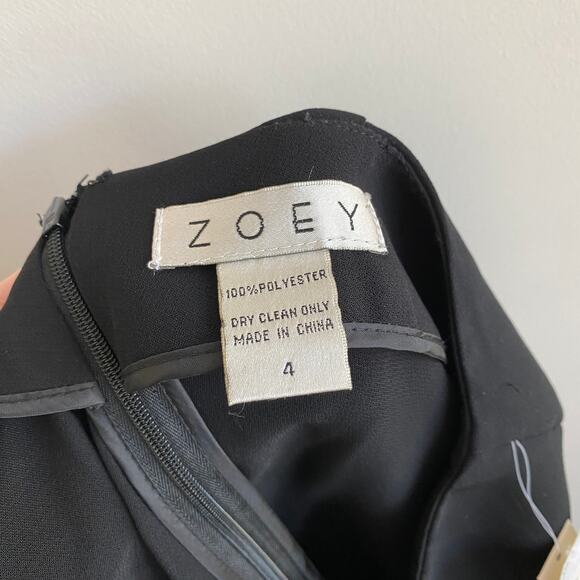 ZOEY
100%POLYESTER
DRY CLEAN ONLY
MADE IN CHINA
4